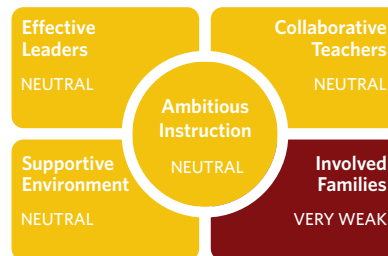 Effective
Leaders
NEUTRAL
Collaborative
Teachers
NEUTRAL
Ambitious
Instruction
NEUTRAL
Supportive
Environment
NEUTRAL
Involved
Families
VERY WEAK